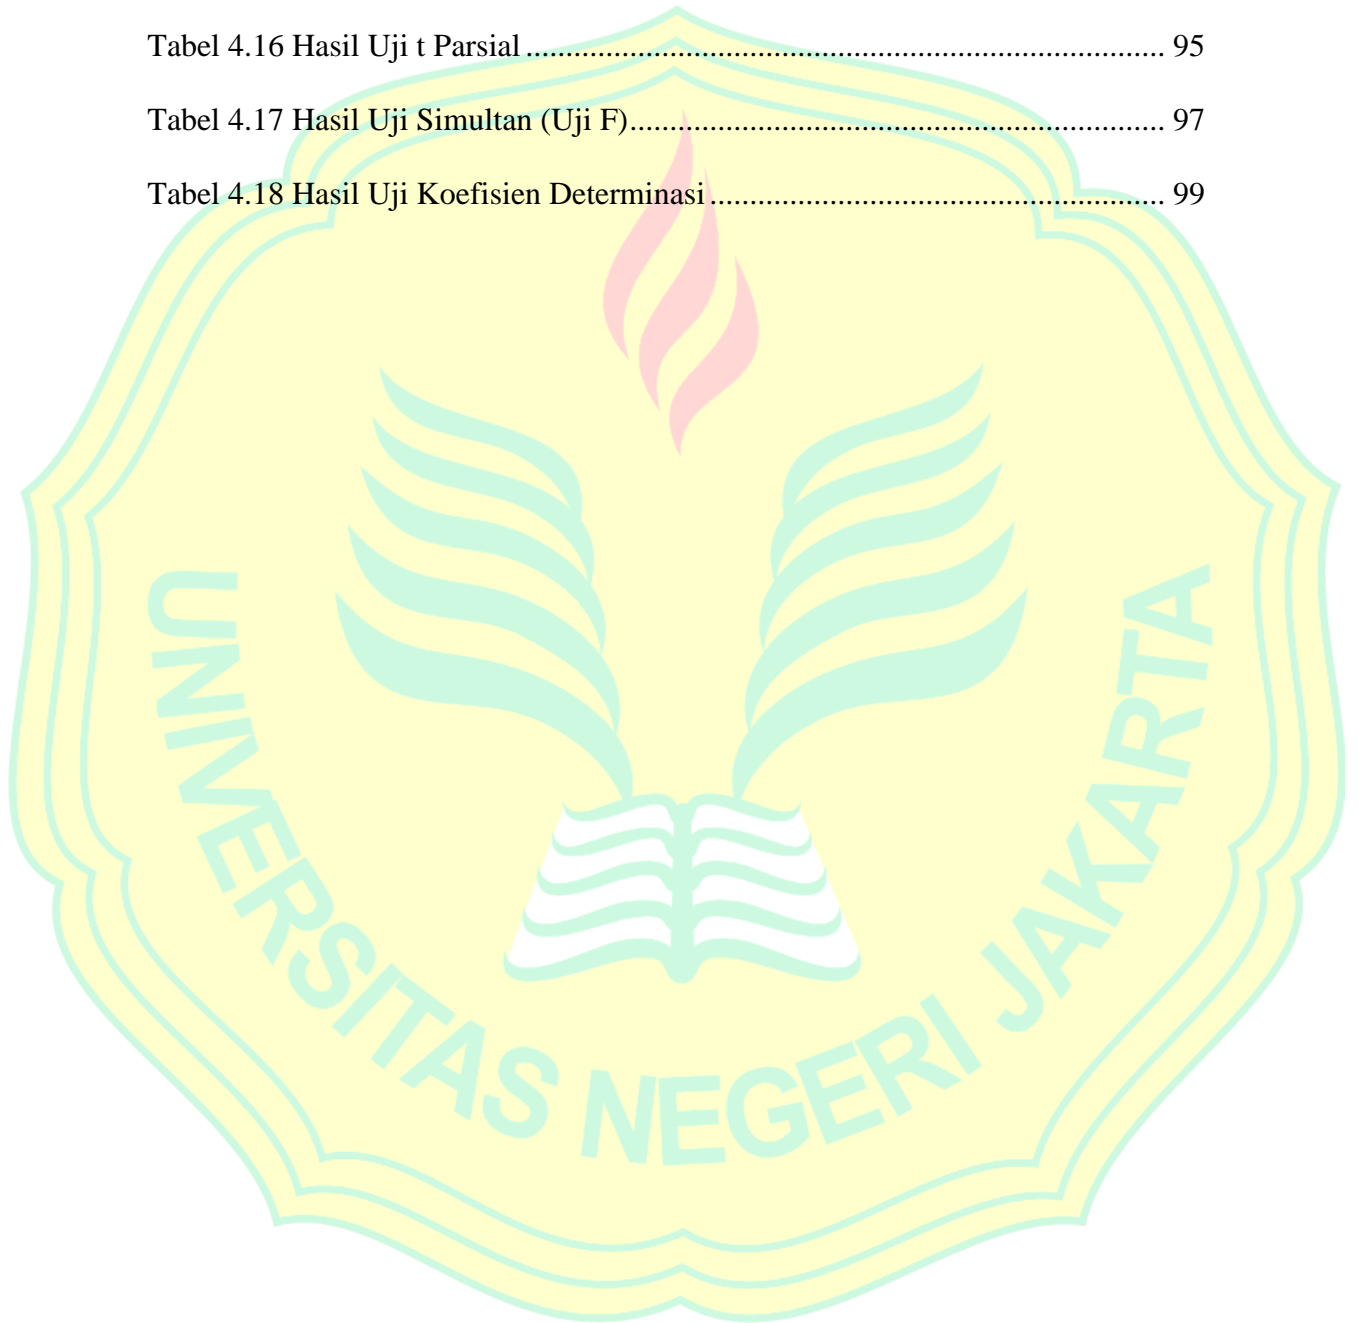 Tabel 4.16 Hasil Uji t Parsial ................................................................................ 95
Tabel 4.17 Hasil Uji Simultan (Uji F)................................................................... 97
Tabel 4.18 Hasil Uji Koefisien Determinasi ......................................................... 99
UNIVERSITAS NEGERI JAKARTA